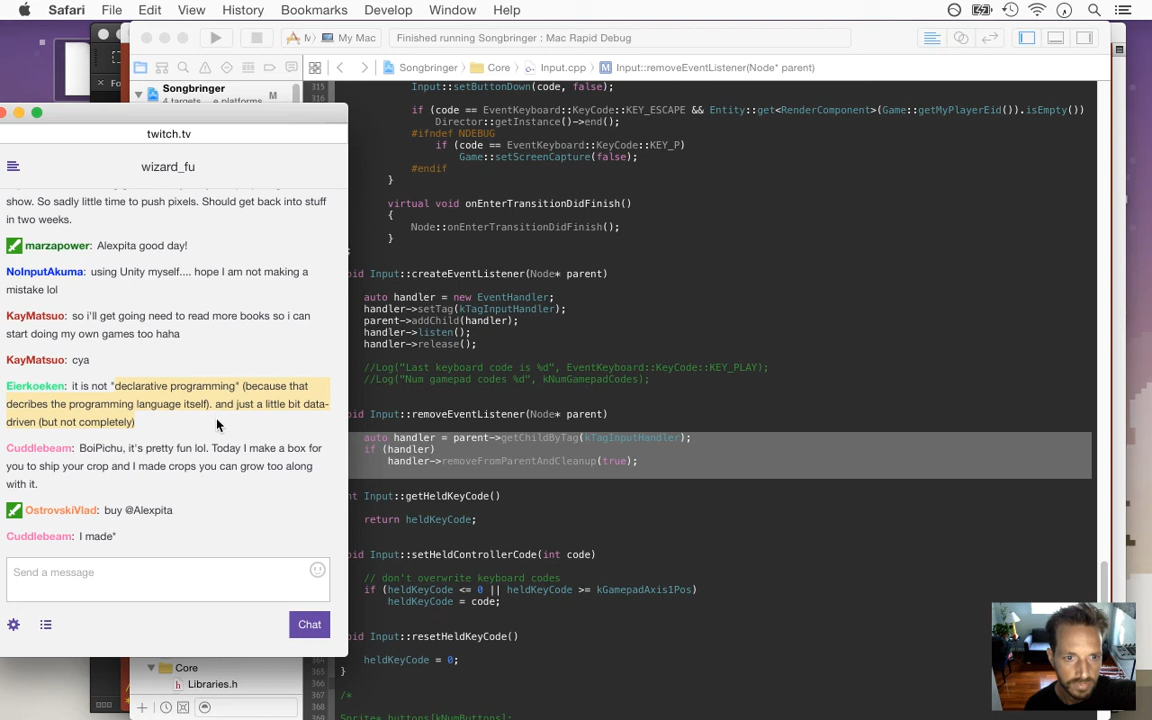 Safari File Edit View History Bookmarks Develop Window Help
My Mac
Finished running Songbringer : Mac Rapid Debug
Songbringer Core Input.cpp M Input::removeEventListener(Node* parent)
Songbringer M
4 targets
315 Input::setButtonDown(code, false);
316
if (code == EventKeyboard::KeyCode::KEY_ESCAPE && Entity::get<RenderComponent>(Game::getMyPlayerEid()).isEmpty())
Director::getInstance()->end();
#ifndef NDEBUG
if (code == EventKeyboard::KeyCode::KEY_P)
Game::setScreenCapture(false);
#endif
}
virtual void onEnterTransitionDidFinish()
{
Node::onEnterTransitionDidFinish();
}
Input::createEventListener(Node* parent)
auto handler = new EventHandler;
handler->setTag(kTagInputHandler);
parent->addChild(handler);
handler->listen();
handler->release();
//Log("Last keyboard code is %d", EventKeyboard::KeyCode::KEY_PLAY);
//Log("Num gamepad codes %d", kNumGamepadCodes);
Input::removeEventListener(Node* parent)
auto handler = parent->getChildByTag(kTagInputHandler);
if (handler)
handler->removeFromParentAndCleanup(true);
Input::getHeldKeyCode()
return heldKeyCode;
Input::setHeldControllerCode(int code)
// don't overwrite keyboard codes
if (heldKeyCode <= 0 || heldKeyCode >= kGamepadAxis1Pos)
heldKeyCode = code;
Input::resetHeldKeyCode()
364 heldKeyCode = 0;
365 }
366
367 /*
368 Sprite* buttons[kNumButtons];
twitch.tv
wizard_fu
show. So sadly little time to push pixels. Should get back into stuff
in two weeks.
marzapower: Alexpita good day!
NoInputAkuma: using Unity myself.... hope I am not making a
mistake lol
KayMatsuo: so i'll get going need to read more books so i can
start doing my own games too haha
KayMatsuo: cya
Eierkoeken: it is not "declarative programming" (because that
decribes the programming language itself). and just a little bit data-
driven (but not completely)
Cuddlebeam: BoiPichu, it's pretty fun lol. Today I make a box for
you to ship your crop and I made crops you can grow too along
with it.
OstrovskiVlad: buy @Alexpita
Cuddlebeam: I made*
Send a message
Chat
Core
Libraries.h